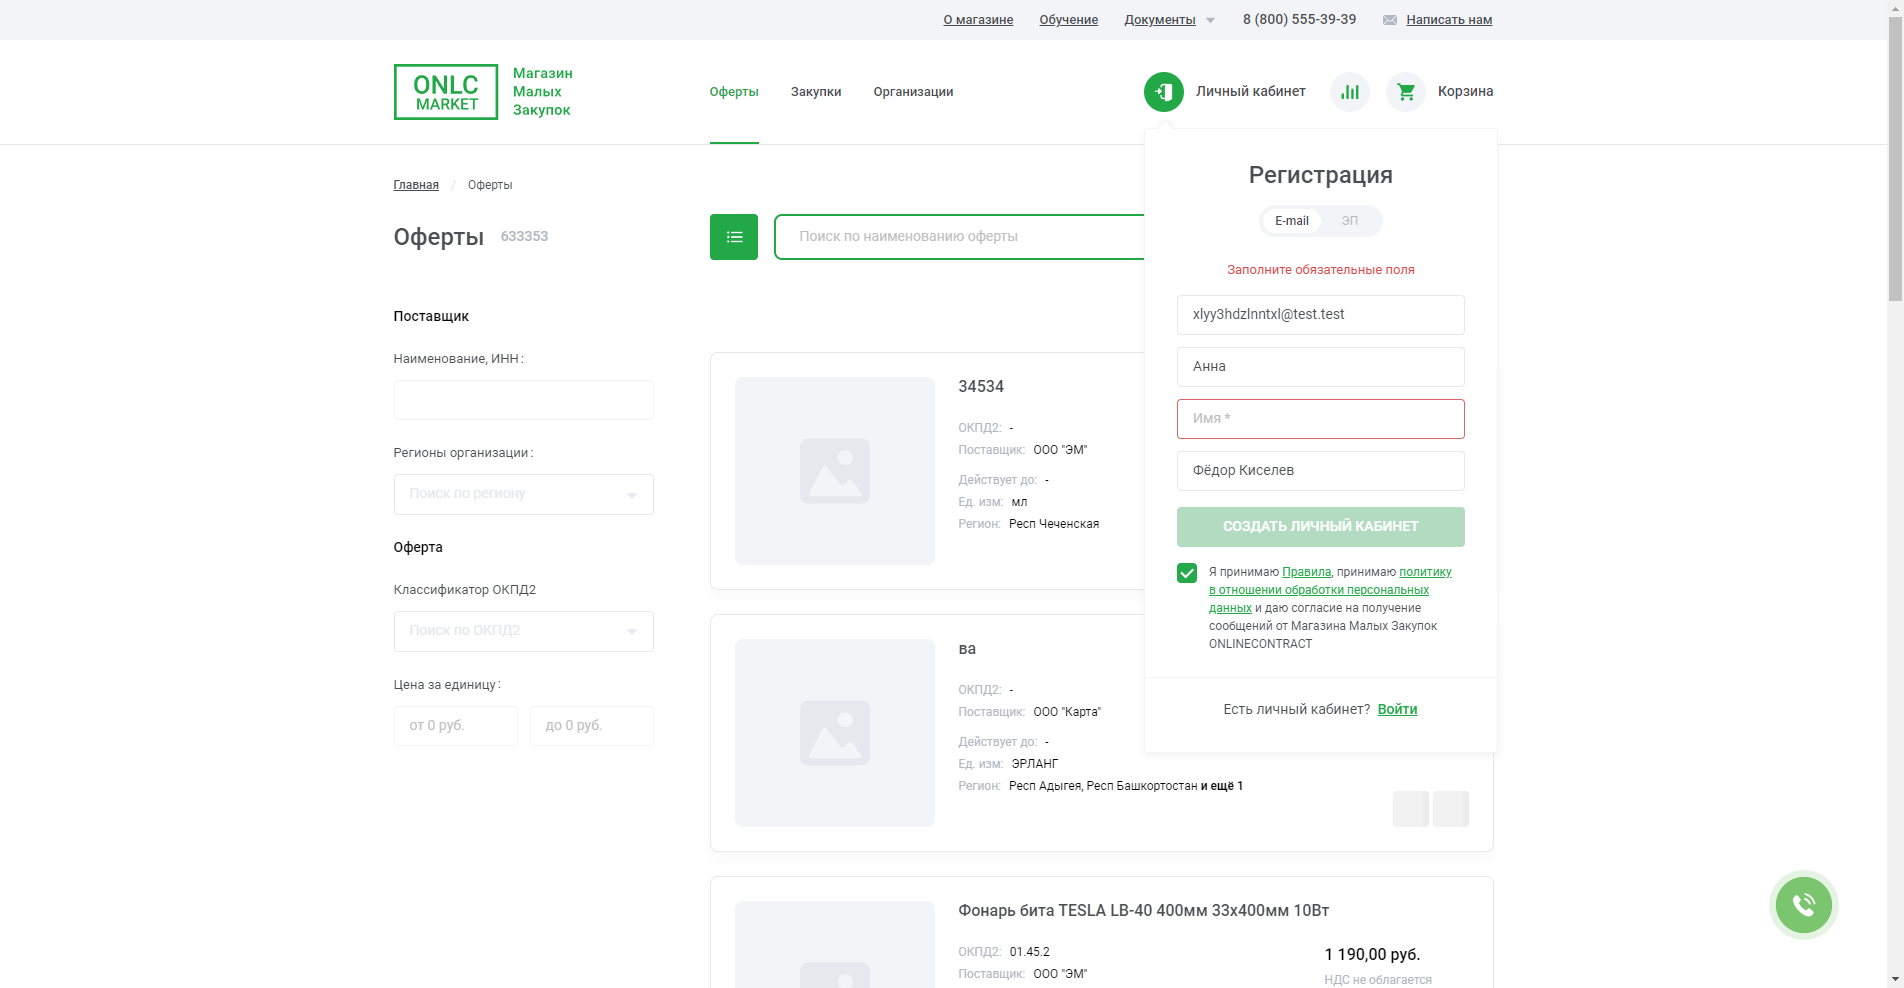 О магазине
Обучение
Документы
8 (800) 555-39-39
Написать нам
ONLC
MARKET
Магазин
Малых
Закупок
Оферты
Закупки
Организации
Личный кабинет
Корзина
Главная / Оферты
Оферты 633353
Поиск по наименованию оферты
Поставщик
Наименование, ИНН :
Регионы организации :
Поиск по региону
Оферта
Классификатор ОКПД2
Поиск по ОКПД2
Цена за единицу :
от 0 руб.
до 0 руб.
34534
ОКПД2: -
Поставщик: ООО "ЭМ"
Действует до: -
Ед. изм: мл
Регион: Респ Чеченская
ва
ОКПД2: -
Поставщик: ООО "Карта"
Действует до: -
Ед. изм: ЭРЛАНГ
Регион: Респ Адыгея, Респ Башкортостан и ещё 1
Фонарь бита TESLA LB-40 400мм 33х400мм 10Вт
ОКПД2: 01.45.2
Поставщик: ООО "ЭМ"
1 190,00 руб.
НДС не облагается
Регистрация
E-mail
ЭП
Заполните обязательные поля
xlyy3hdzlnntxl@test.test
Анна
Имя *
Фёдор Киселев
СОЗДАТЬ ЛИЧНЫЙ КАБИНЕТ
Я принимаю Правила, принимаю политику
в отношении обработки персональных
данных и даю согласие на получение
сообщений от Магазина Малых Закупок
ONLINECONTRACT
Есть личный кабинет? Войти